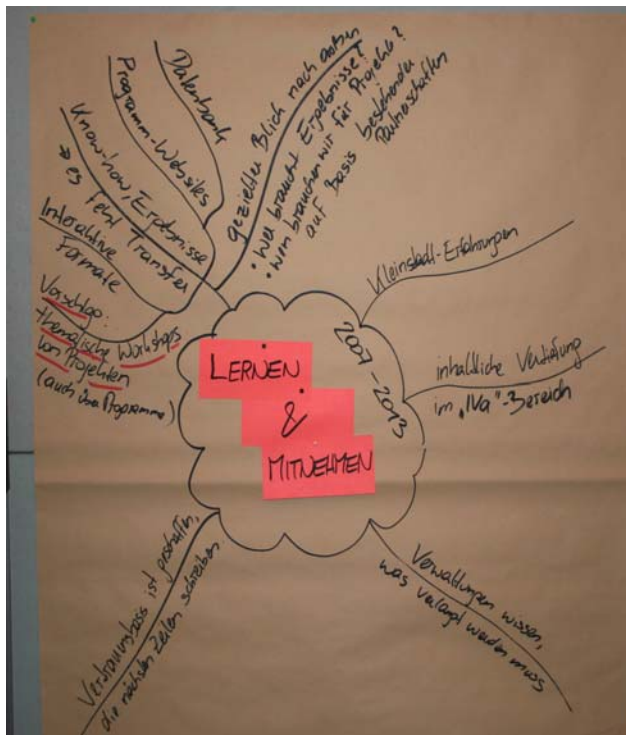 LERNEN
&
MITNEHMEN
2007-2013
Datenbank
Programm-Websites
Know-how, Ergebnisse
→ es fehlt Transfer
Interaktive
Formate
Vorschlag:
thematische Workshops
von Projekten
(auch über Programme)
gezielter Blick nach außen
• Wer braucht Ergebnisse?
• wen brauchen wir für Projekte?
auf Basis bestehender
Partnerschaften
Kleinstadt-Erfahrungen
inhaltliche Vertiefung
im „IVa"-Bereich
Verwaltungen wissen,
was verlangt werden muss
Vertrauensbasis ist geschaffen,
die nächsten Zeilen schreiben